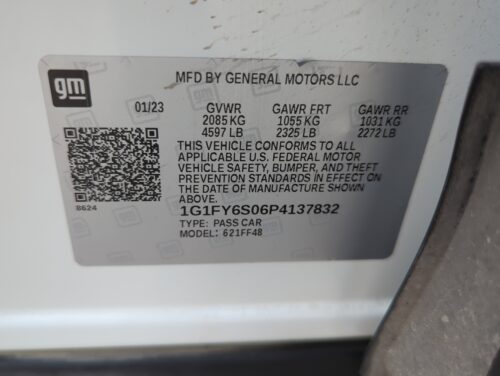 gm
MFD BY GENERAL MOTORS LLC
01/23 GVWR GAWR FRT GAWR RR
2085 KG 1055 KG 1031 KG
4597 LB 2325 LB 2272 LB
THIS VEHICLE CONFORMS TO ALL
APPLICABLE U.S. FEDERAL MOTOR
VEHICLE SAFETY, BUMPER, AND THEFT
PREVENTION STANDARDS IN EFFECT ON
THE DATE OF MANUFACTURE SHOWN
ABOVE.
8624
1G1FY6S06P4137832
TYPE: PASS CAR
MODEL: 621FF48